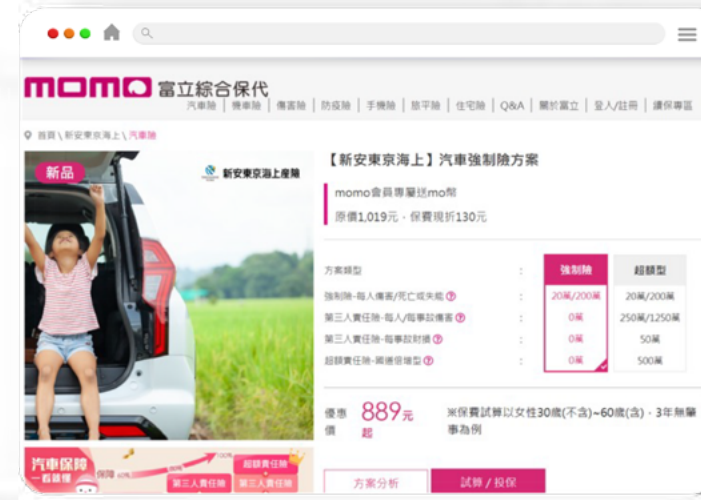 momo 富立綜合保代
汽車險 | 機車險 | 傷害險 | 防疫險 | 手機險 | 旅平險 | 住宅險 | Q&A | 關於富立 | 登入/註冊 | 續保專區
首頁 \ 新安東京海上 \ 汽車險
新品
新安東京海上產險
【新安東京海上】汽車強制險方案
momo會員專屬送mo幣
原價1,019元，保費現折130元
方案類型 : 強制險 超額型
強制險-每人傷害/死亡或失能 ? : 20萬/200萬 20萬/200萬
第三人責任險-每人/每事故傷害 ? : 0萬 250萬/1250萬
第三人責任險-每事故財損 ? : 0萬 50萬
超額責任險-國道倍增型 ? : 0萬 500萬
優惠價 889元起
※保費試算以女性30歲(不含)~60歲(含)，3年無肇事為例
汽車保障
一看就懂
保障
100%
超額責任險
第三人責任險 第三人責任險
方案分析 試算 / 投保